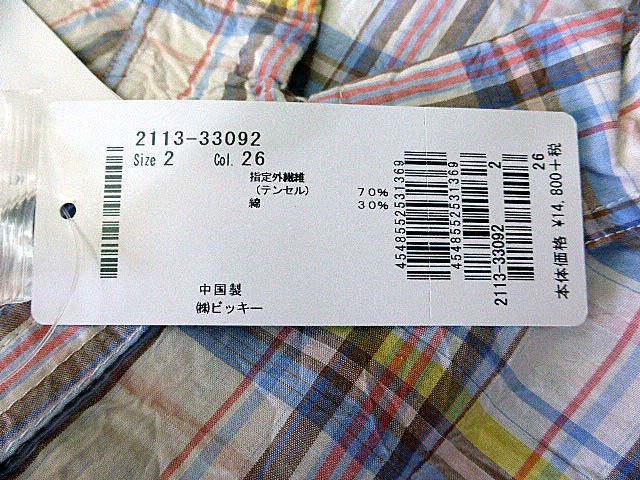 2113-33092
Size 2 Col. 26
指定外繊維
(テンセル) 70%
綿 30%
中国製
㈱ビッキー
4548552531369
4548552531369
2113-33092 2
26
本体価格 ¥14,800+税